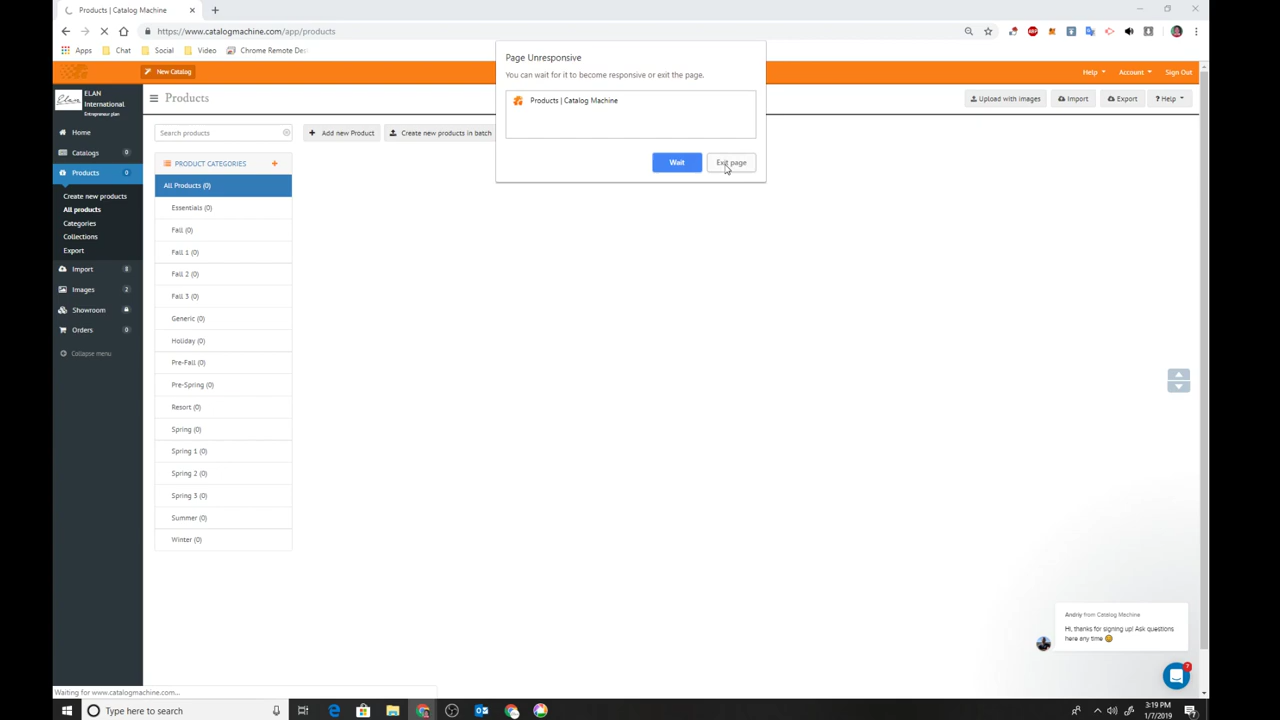 Products | Catalog Machine
https://www.catalogmachine.com/app/products
Apps Chat Social Video Chrome Remote Des
New Catalog Help Account Sign Out
ELAN International
Entrepreneur plan
Home
Catalogs 0
Products 0
Create new products
All products
Categories
Collections
Export
Import 8
Images 2
Showroom
Orders 0
Collapse menu
Products
Upload with images Import Export ? Help
Search products
Add new Product Create new products in batch
PRODUCT CATEGORIES +
All Products (0)
Essentials (0)
Fall (0)
Fall 1 (0)
Fall 2 (0)
Fall 3 (0)
Generic (0)
Holiday (0)
Pre-Fall (0)
Pre-Spring (0)
Resort (0)
Spring (0)
Spring 1 (0)
Spring 2 (0)
Spring 3 (0)
Summer (0)
Winter (0)
Page Unresponsive
You can wait for it to become responsive or exit the page.
Products | Catalog Machine
Wait Exit page
Andriy from Catalog Machine
Hi, thanks for signing up! Ask questions
here any time 😄
7
Waiting for www.catalogmachine.com...
Type here to search
3:19 PM
1/7/2019